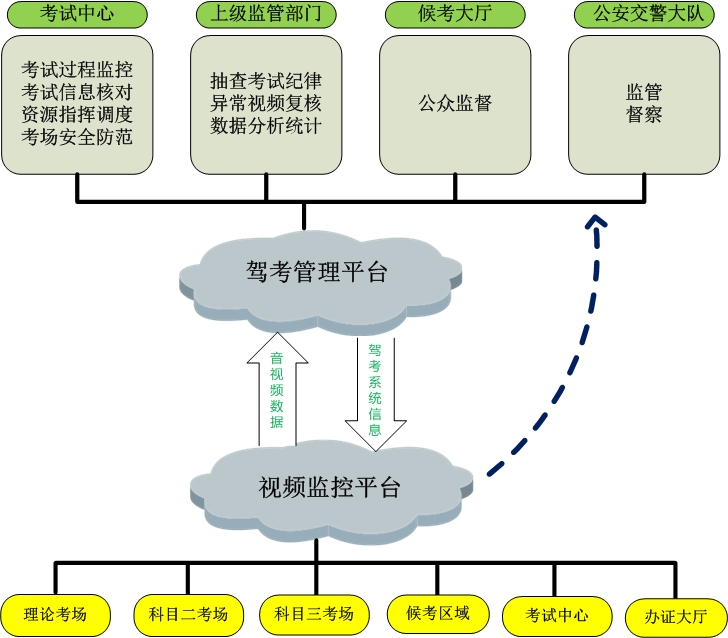 考试中心
上级监管部门
候考大厅
公安交警大队
考试过程监控
考试信息核对
资源指挥调度
考场安全防范
抽查考试纪律
异常视频复核
数据分析统计
公众监督
监管
督察
驾考管理平台
音视频数据
驾考系统信息
视频监控平台
理论考场
科目二考场
科目三考场
候考区域
考试中心
办证大厅